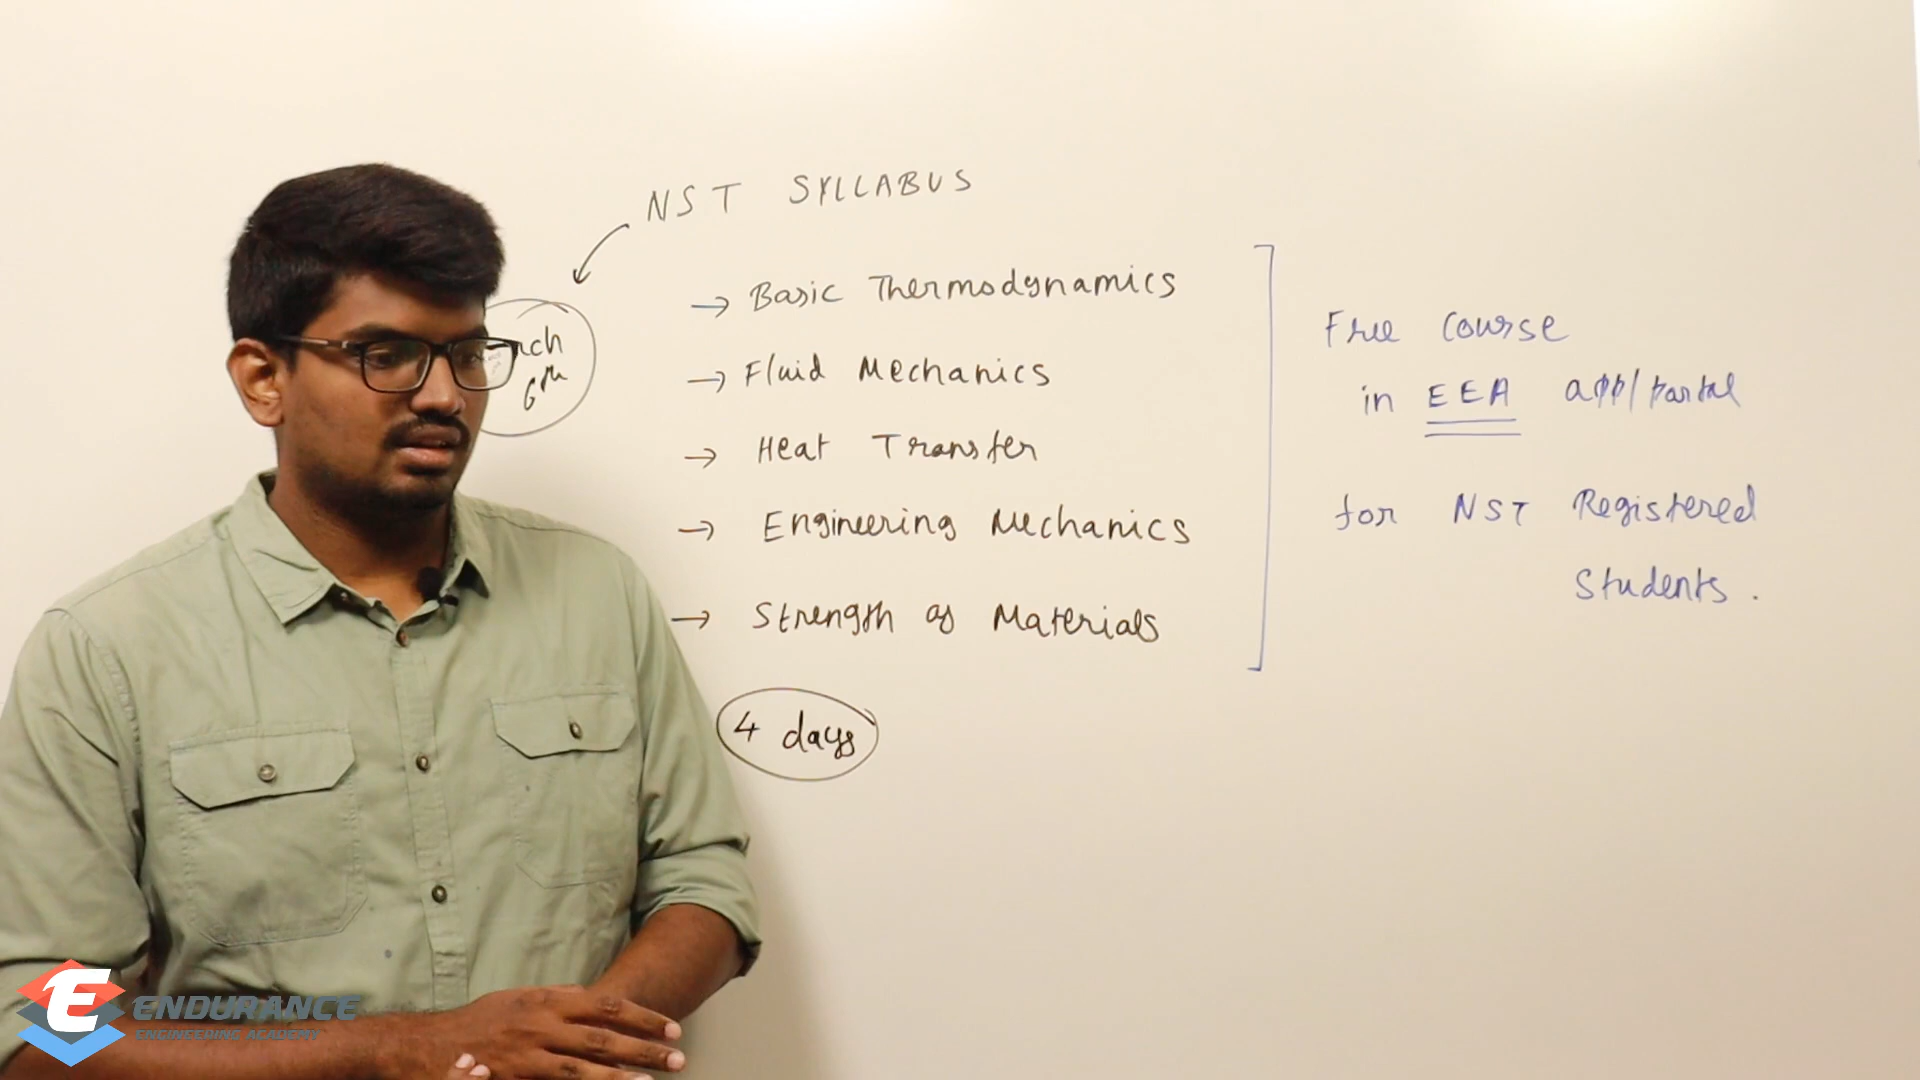 NST SYLLABUS
→ Basic Thermodynamics
→ Fluid Mechanics
→ Heat Transfer
→ Engineering Mechanics
→ Strength of Materials
4 days
6th
Free Course
in EEA app/portal
for NST Registered
Students.
ENDURANCE
ENGINEERING ACADEMY